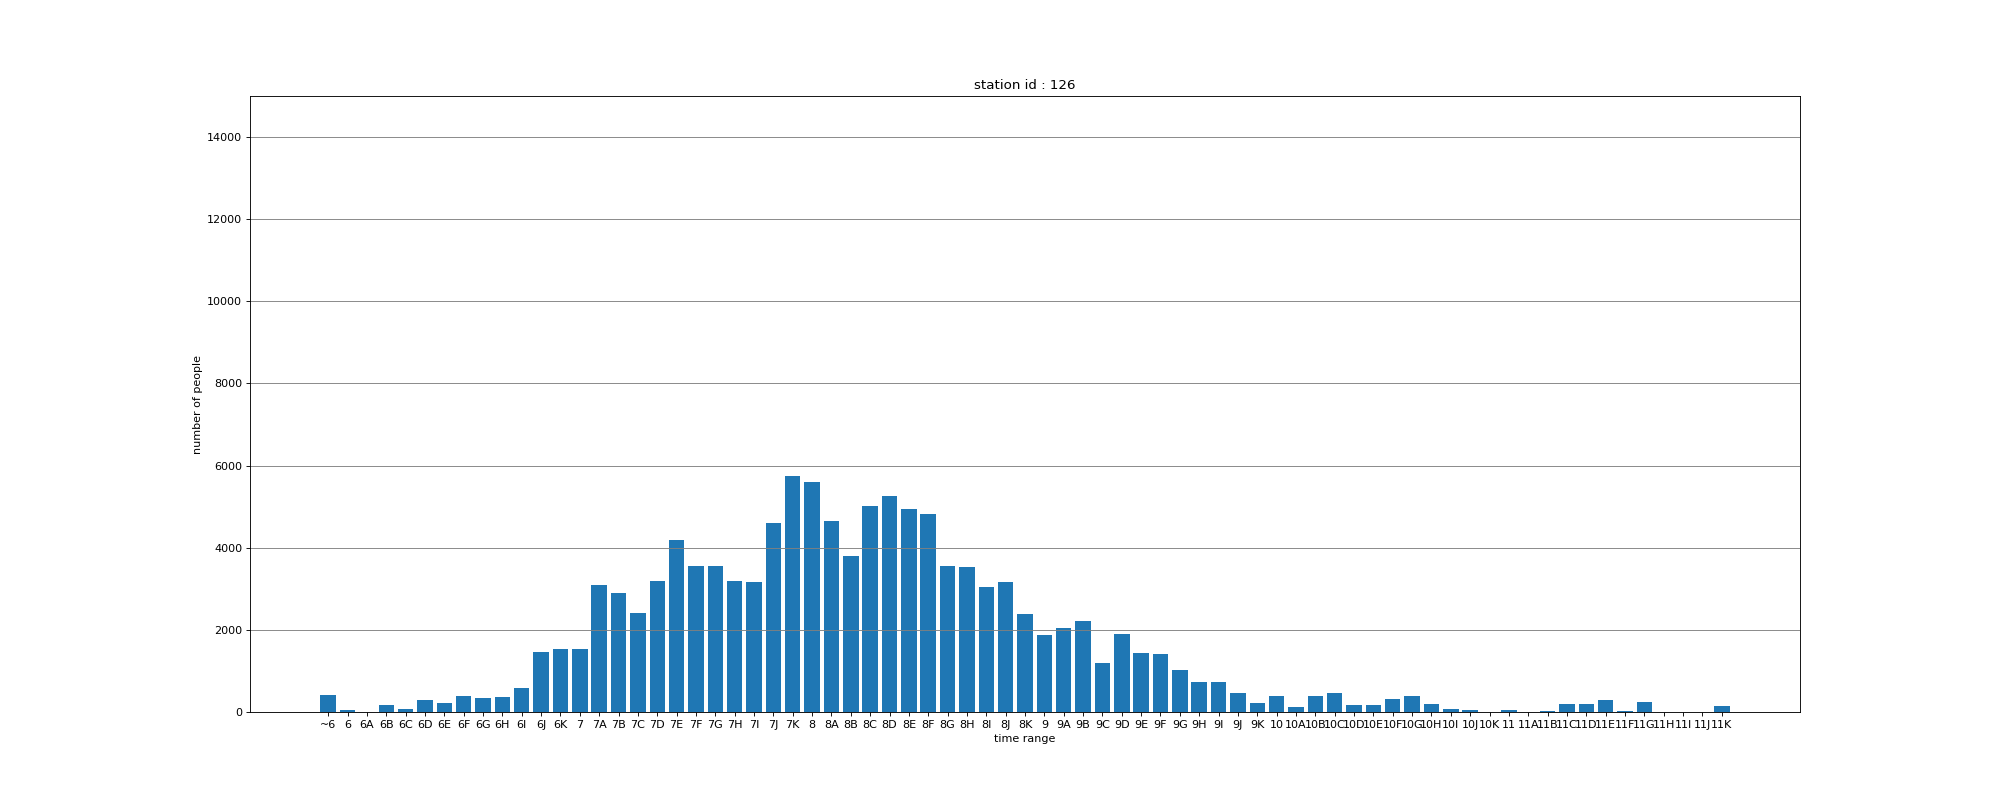 station id : 126
14000
12000
10000
8000
6000
4000
2000
0
number of people
~6 6 6A 6B 6C 6D 6E 6F 6G 6H 6I 6J 6K 7 7A 7B 7C 7D 7E 7F 7G 7H 7I 7J 7K 8 8A 8B 8C 8D 8E 8F 8G 8H 8I 8J 8K 9 9A 9B 9C 9D 9E 9F 9G 9H 9I 9J 9K 10 10A 10B 10C 10D 10E 10F 10G 10H 10I 10J 10K 11 11A 11B 11C 11D 11E 11F 11G 11H 11I 11J 11K
time range